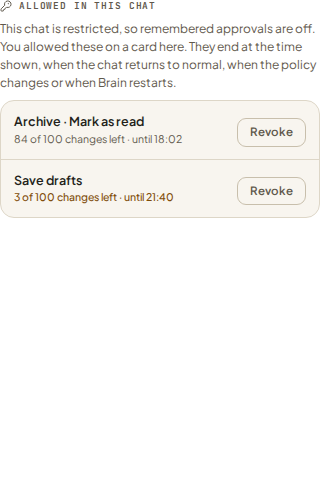 ALLOWED IN THIS CHAT
This chat is restricted, so remembered approvals are off.
You allowed these on a card here. They end at the time
shown, when the chat returns to normal, when the policy
changes or when Brain restarts.
Archive · Mark as read
84 of 100 changes left · until 18:02
Revoke
Save drafts
3 of 100 changes left · until 21:40
Revoke